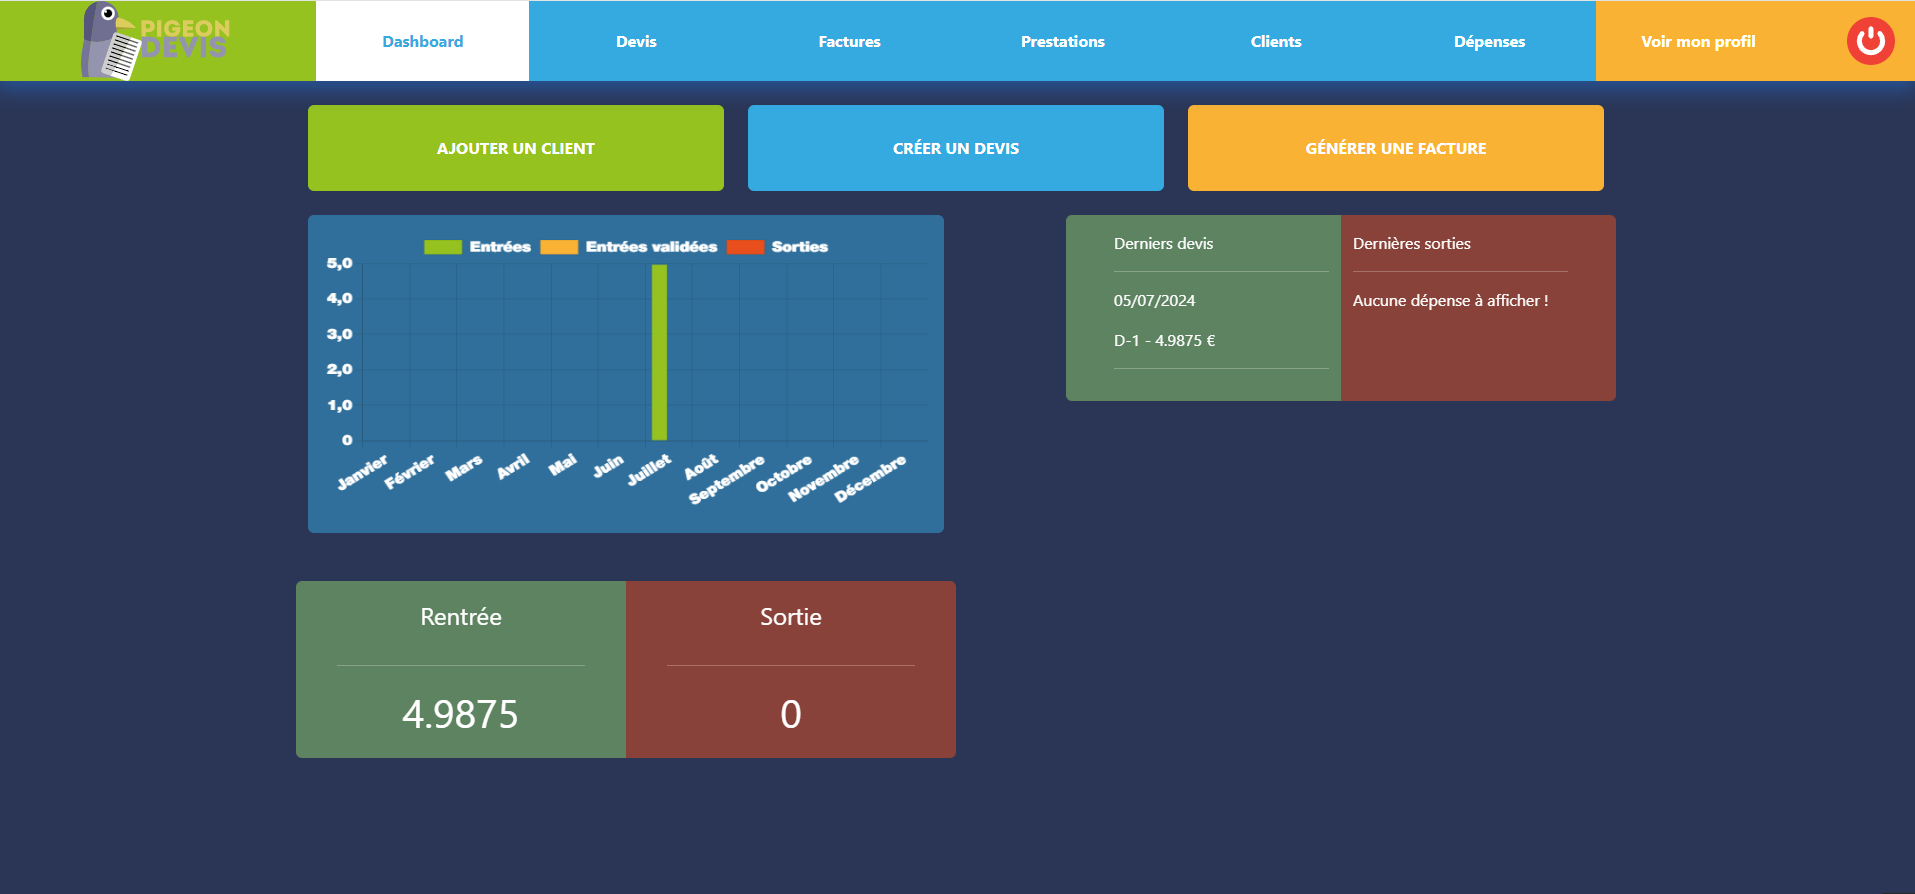 PIGEON
DEVIS
Dashboard
Devis
Factures
Prestations
Clients
Dépenses
Voir mon profil
AJOUTER UN CLIENT
CRÉER UN DEVIS
GÉNÉRER UNE FACTURE
Entrées
Entrées validées
Sorties
5,0
4,0
3,0
2,0
1,0
0
Janvier
Février
Mars
Avril
Mai
Juin
Juillet
Août
Septembre
Octobre
Novembre
Décembre
Derniers devis
05/07/2024
D-1 - 4.9875 €
Dernières sorties
Aucune dépense à afficher !
Rentrée
4.9875
Sortie
0